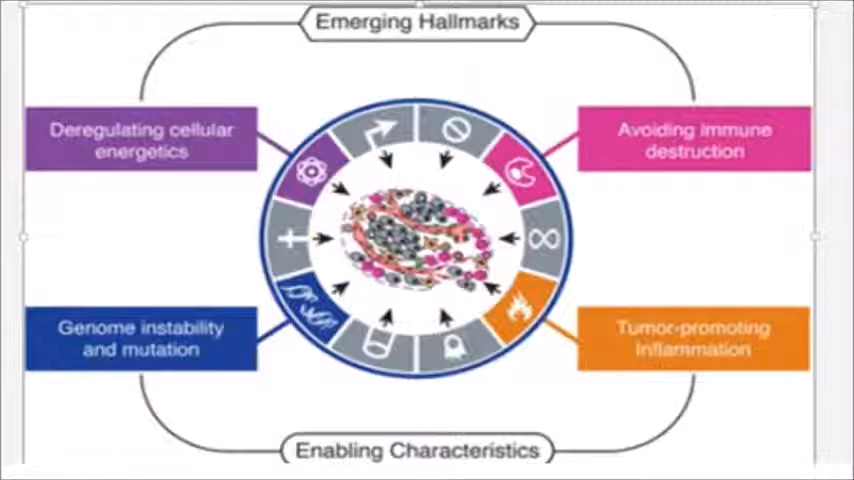 Emerging Hallmarks
Deregulating cellular
energetics
Avoiding immune
destruction
Genome instability
and mutation
Tumor-promoting
Inflammation
Enabling Characteristics